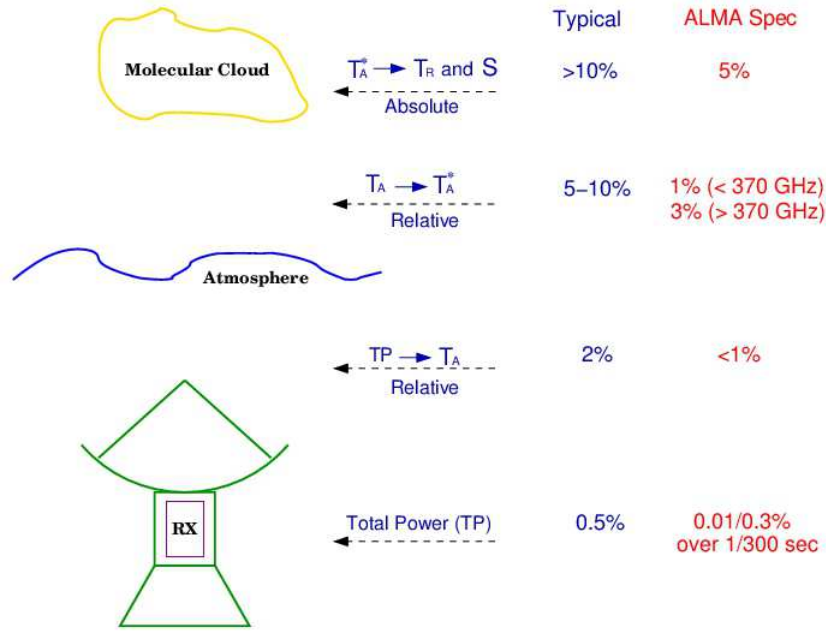 Typical ALMA Spec
Molecular Cloud T*A → TR and S >10% 5%
Absolute
TA → T*A 5–10% 1% (< 370 GHz)
Relative 3% (> 370 GHz)
Atmosphere
TP → TA 2% <1%
Relative
RX Total Power (TP) 0.5% 0.01/0.3%
over 1/300 sec